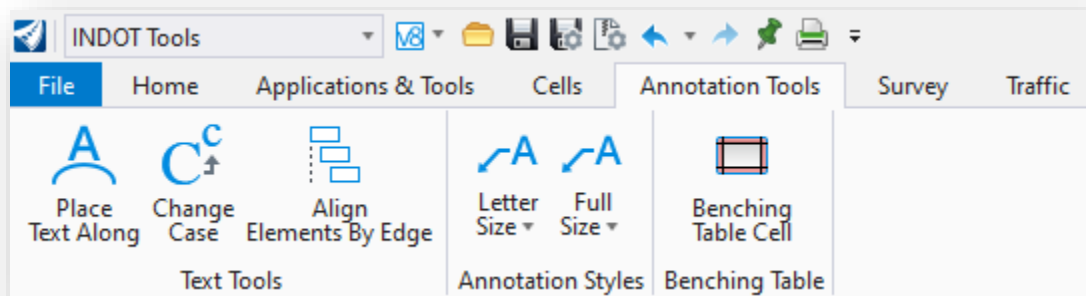 INDOT Tools V8
File Home Applications & Tools Cells Annotation Tools Survey Traffic
A C c A A
Place Change Align Letter Full Benching
Text Along Case Elements By Edge Size Size Table Cell
Text Tools Annotation Styles Benching Table